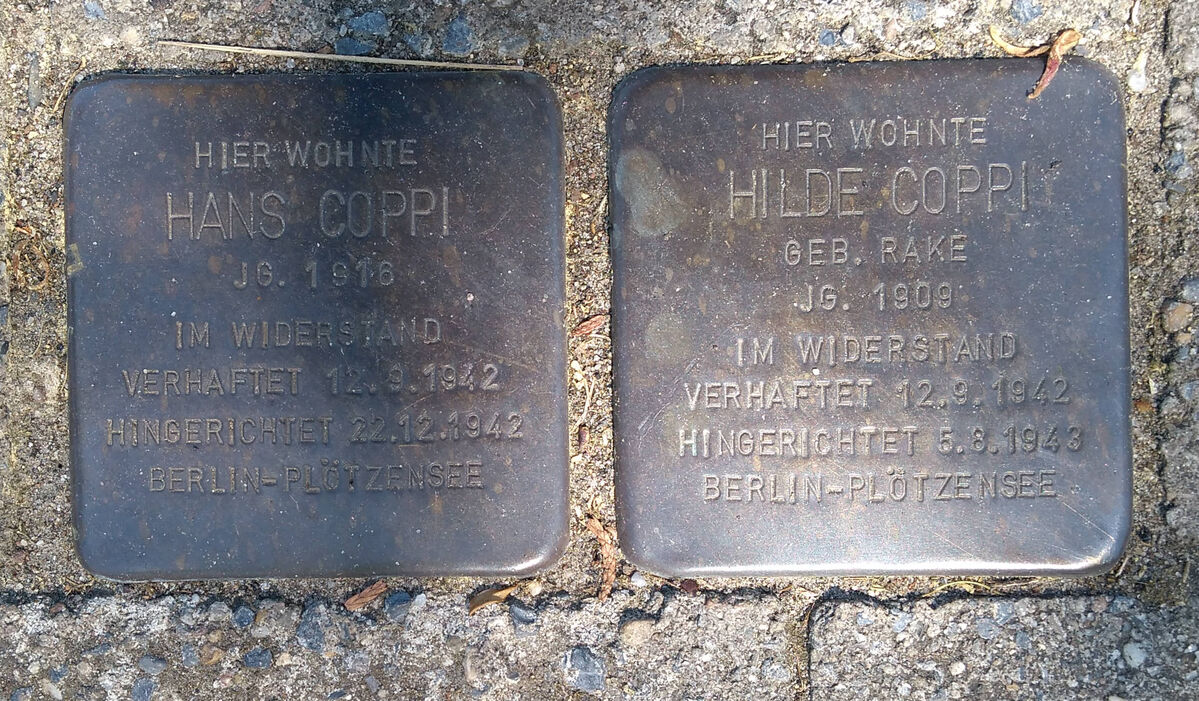 HIER WOHNTE
HANS COPPI
JG. 1916
IM WIDERSTAND
VERHAFTET 12.9.1942
HINGERICHTET 22.12.1942
BERLIN-PLÖTZENSEE
HIER WOHNTE
HILDE COPPI
GEB. RAKE
JG. 1909
IM WIDERSTAND
VERHAFTET 12.9.1942
HINGERICHTET 5.8.1943
BERLIN-PLÖTZENSEE